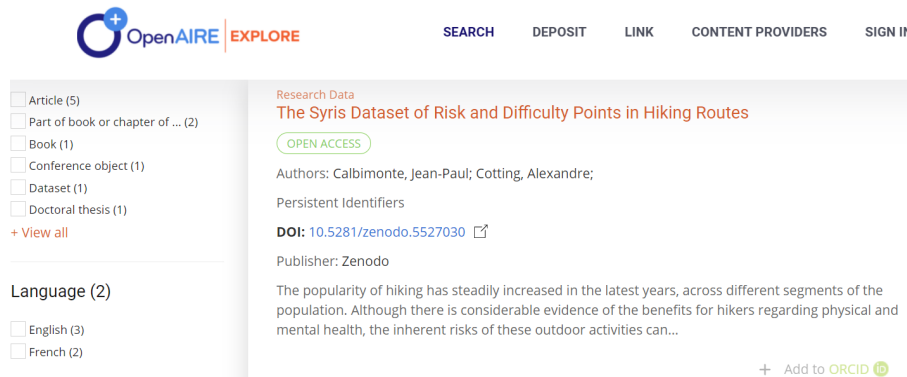 OpenAIRE EXPLORE
SEARCH DEPOSIT LINK CONTENT PROVIDERS SIGN IN
Article (5)
Part of book or chapter of ... (2)
Book (1)
Conference object (1)
Dataset (1)
Doctoral thesis (1)
+ View all
Language (2)
English (3)
French (2)
Research Data
The Syris Dataset of Risk and Difficulty Points in Hiking Routes
OPEN ACCESS
Authors: Calbimonte, Jean-Paul; Cotting, Alexandre;
Persistent Identifiers
DOI: 10.5281/zenodo.5527030
Publisher: Zenodo
The popularity of hiking has steadily increased in the latest years, across different segments of the
population. Although there is considerable evidence of the benefits for hikers regarding physical and
mental health, the inherent risks of these outdoor activities can...
+ Add to ORCID iD